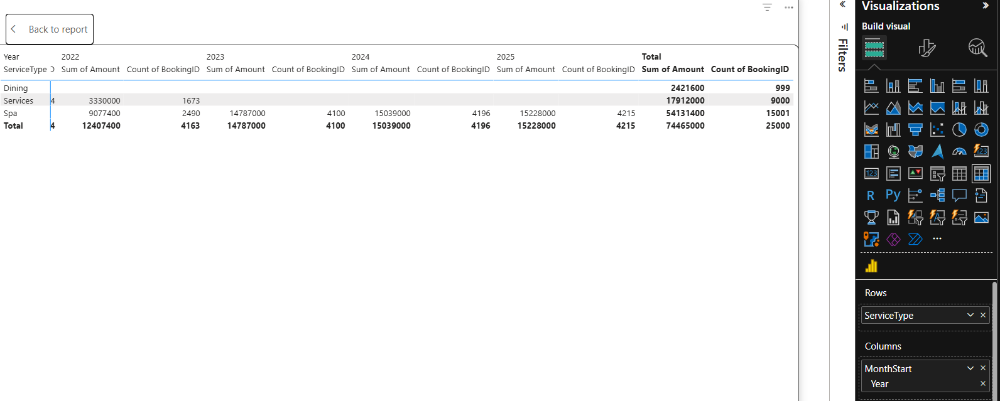 Back to report
Year 2022 2023 2024 2025 Total
ServiceType Sum of Amount Count of BookingID Sum of Amount Count of BookingID Sum of Amount Count of BookingID Sum of Amount Count of BookingID Sum of Amount Count of BookingID
Dining 2421600 999
Services 4 3330000 1673 17912000 9000
Spa 9077400 2490 14787000 4100 15039000 4196 15228000 4215 54131400 15001
Total 4 12407400 4163 14787000 4100 15039000 4196 15228000 4215 74465000 25000
Filters
Visualizations
Build visual
123
123
R Py
Rows
ServiceType
Columns
MonthStart
Year